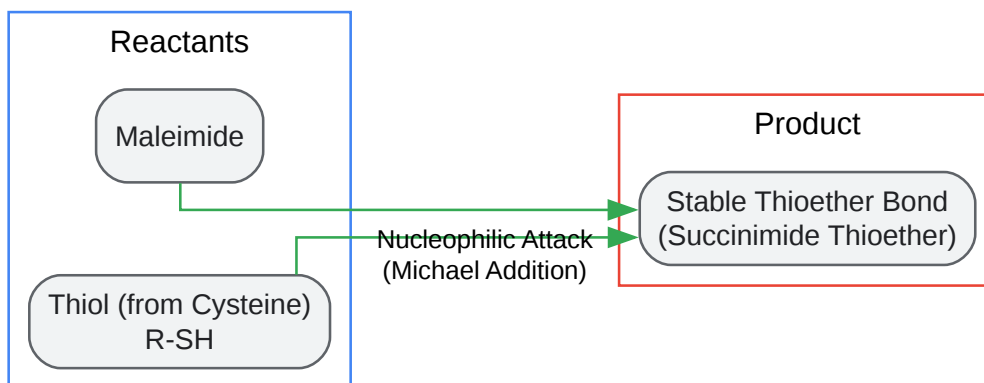 Reactants
Maleimide
Thiol (from Cysteine)
R-SH
Nucleophilic Attack
(Michael Addition)
Product
Stable Thioether Bond
(Succinimide Thioether)